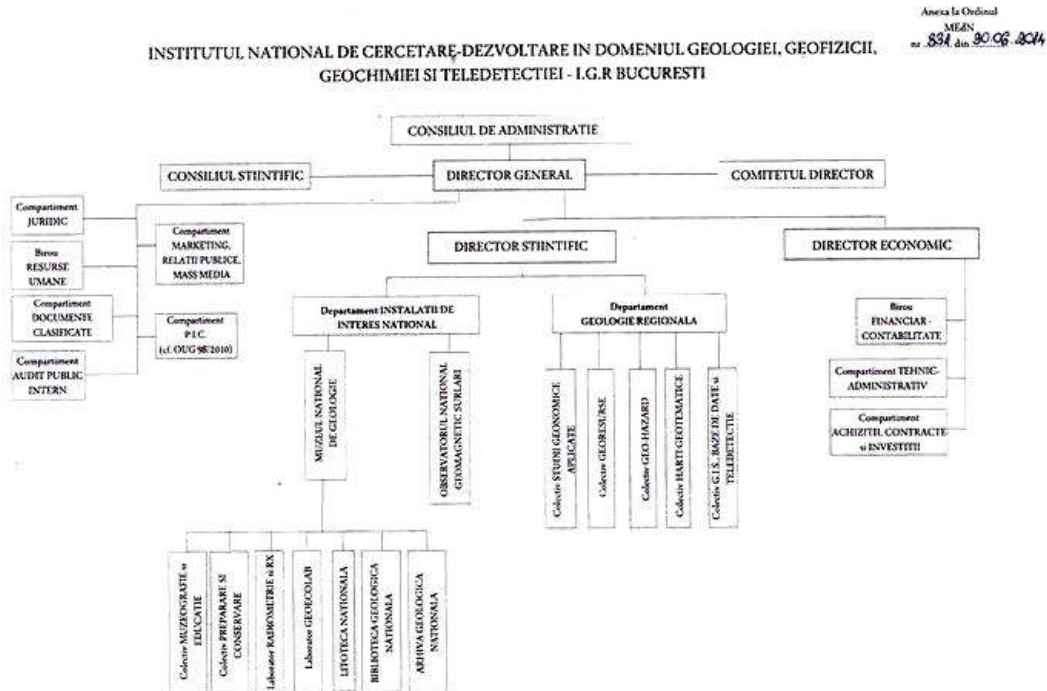 Anexa la Ordinul
MEdN
nr. 831 din 30.06.2014
INSTITUTUL NATIONAL DE CERCETARE-DEZVOLTARE IN DOMENIUL GEOLOGIEI, GEOFIZICII,
GEOCHIMIEI SI TELEDETECTIEI - I.G.R BUCURESTI
CONSILIUL DE ADMINISTRATIE
CONSILIUL STIINTIFIC
DIRECTOR GENERAL
COMITETUL DIRECTOR
Compartiment
JURIDIC
Birou
RESURSE
UMANE
Compartiment
DOCUMENTE
CLASIFICATE
Compartiment
AUDIT PUBLIC
INTERN
Compartiment
MARKETING,
RELATII PUBLICE,
MASS MEDIA
Compartiment
P.I.C.
(cf. OUG 98/2010)
DIRECTOR STIINTIFIC
DIRECTOR ECONOMIC
Departament INSTALATII DE
INTERES NATIONAL
Departament
GEOLOGIE REGIONALA
Birou
FINANCIAR -
CONTABILITATE
Compartiment TEHNIC-
ADMINISTRATIV
Compartiment
ACHIZITII, CONTRACTE
si INVESTITII
MUZEUL NATIONAL
DE GEOLOGIE
OBSERVATORUL NATIONAL
GEOMAGNETIC SURLARI
Colectiv STUDII GEONOMICE
APLICATE
Colectiv GEORESURSE
Colectiv GEO-HAZARD
Colectiv HARTI GEOTEMATICE
Colectiv G.I.S., BAZE DE DATE si
TELEDETECTIE
Colectiv MUZEOGRAFIE si
EDUCATIE
Colectiv PREPARARE SI
CONSERVARE
Laborator RADIOMETRIE si RX
Laborator GEOECOLAB
LITOTECA NATIONALA
BIBLIOTECA GEOLOGICA
NATIONALA
ARHIVA GEOLOGICA
NATIONALA